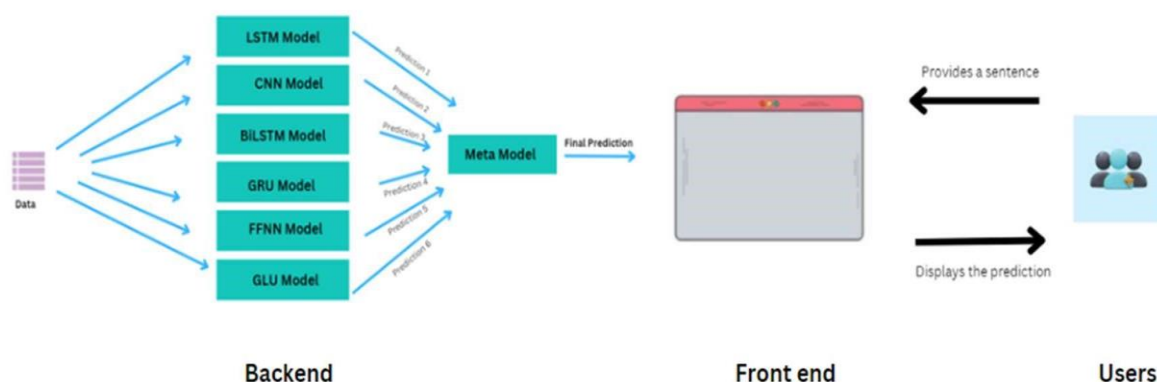 LSTM Model
CNN Model
BiLSTM Model
GRU Model
FFNN Model
GLU Model
Data
Prediction 1
Prediction 2
Prediction 3
Prediction 4
Prediction 5
Prediction 6
Meta Model
Final Prediction
Provides a sentence
Displays the prediction
Backend
Front end
Users